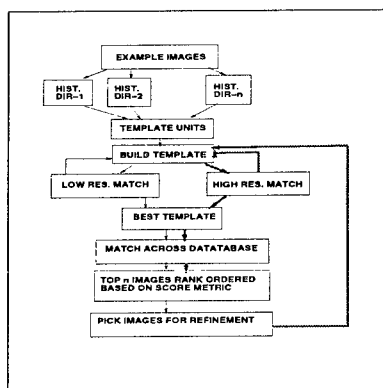 EXAMPLE IMAGES
HIST. HIST. HIST.
DIR-1 DIR-2 DIR-n
TEMPLATE UNITS
BUILD TEMPLATE
LOW RES. MATCH HIGH RES. MATCH
BEST TEMPLATE
MATCH ACROSS DATATABASE
TOP n IMAGES RANK ORDERED
BASED ON SCORE METRIC
PICK IMAGES FOR REFINEMENT